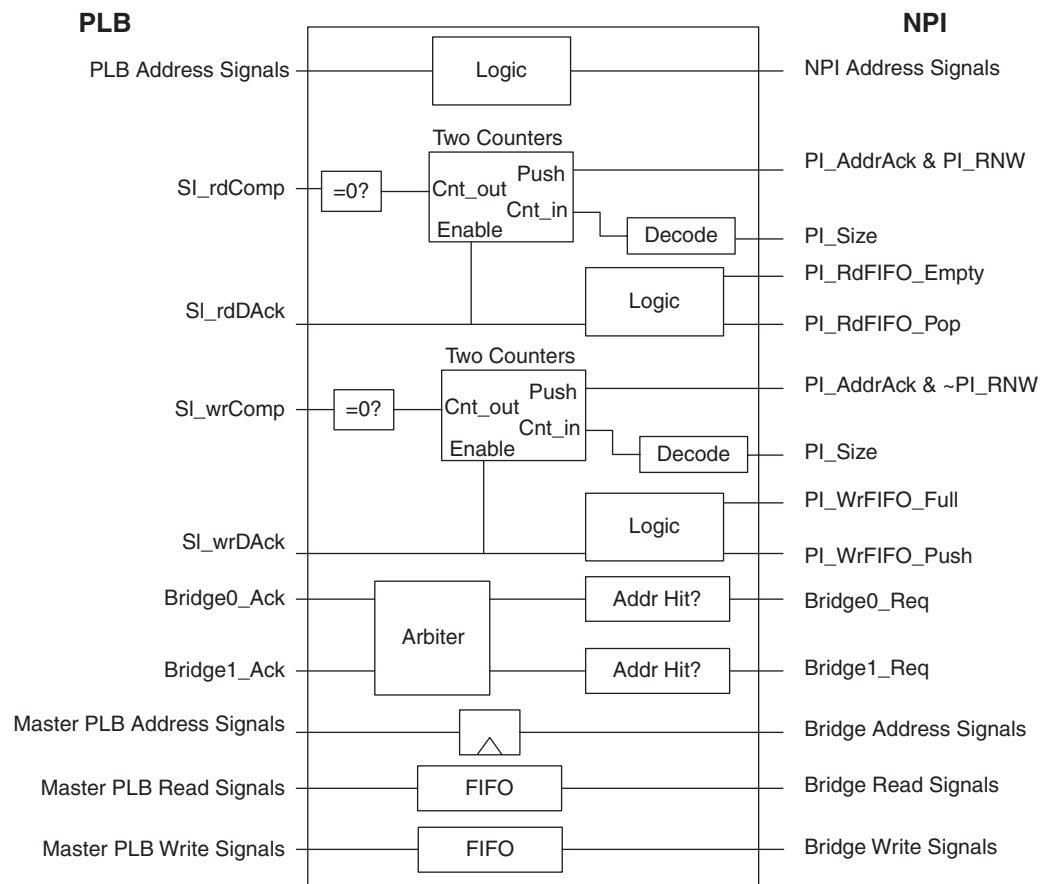 PLB
NPI
PLB Address Signals
Logic
NPI Address Signals
Two Counters
Sl_rdComp
=0?
Push
Cnt_out
Cnt_in
Enable
PI_AddrAck & PI_RNW
Decode
PI_Size
PI_RdFIFO_Empty
Sl_rdDAck
Logic
PI_RdFIFO_Pop
Two Counters
Sl_wrComp
=0?
Push
Cnt_out
Cnt_in
Enable
PI_AddrAck & ~PI_RNW
Decode
PI_Size
PI_WrFIFO_Full
Sl_wrDAck
Logic
PI_WrFIFO_Push
Bridge0_Ack
Arbiter
Addr Hit?
Bridge0_Req
Bridge1_Ack
Addr Hit?
Bridge1_Req
Master PLB Address Signals
Bridge Address Signals
Master PLB Read Signals
FIFO
Bridge Read Signals
Master PLB Write Signals
FIFO
Bridge Write Signals